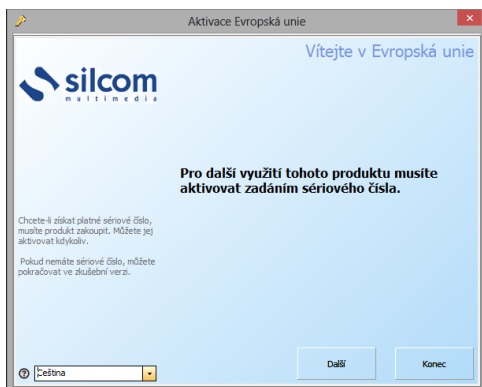 Aktivace Evropská unie
Vítejte v Evropská unie
silcom
multimedia
Pro další využití tohoto produktu musíte
aktivovat zadáním sériového čísla.
Chcete-li získat platné sériové číslo,
musíte produkt zakoupit. Můžete jej
aktivovat kdykoliv.
Pokud nemáte sériové číslo, můžete
pokračovat ve zkušební verzi.
Čeština
Další
Konec